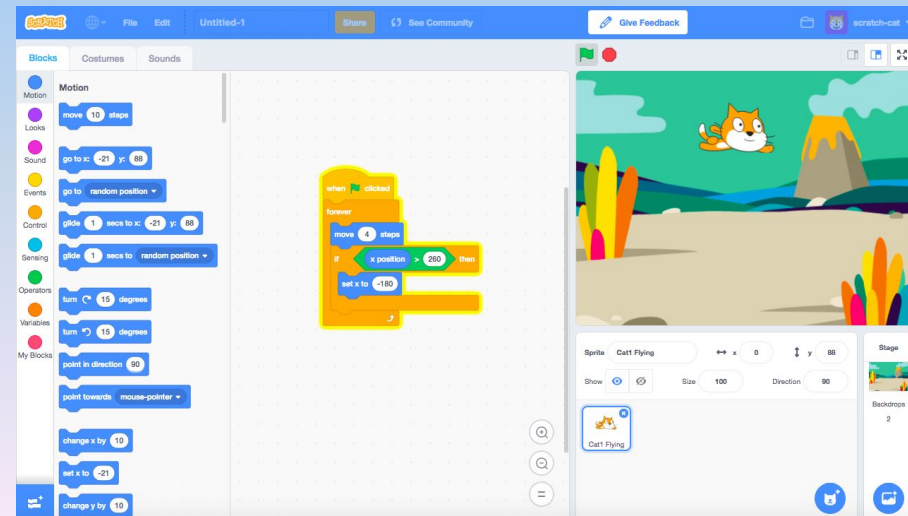 SCRATCH File Edit Untitled-1 Share See Community Give Feedback scratch-cat
Blocks Costumes Sounds
Motion
Looks
Sound
Events
Control
Sensing
Operators
Variables
My Blocks
Motion
move 10 steps
go to x: -21 y: 88
go to random position
glide 1 secs to x: -21 y: 88
glide 1 secs to random position
turn 15 degrees
turn 15 degrees
point in direction 90
point towards mouse-pointer
change x by 10
set x to -21
change y by 10
when clicked
forever
move 4 steps
if x position > 260 then
set x to -180
Sprite Cat1 Flying x 0 y 88
Show Size 100 Direction 90
Cat1 Flying
Stage
Backdrops
2